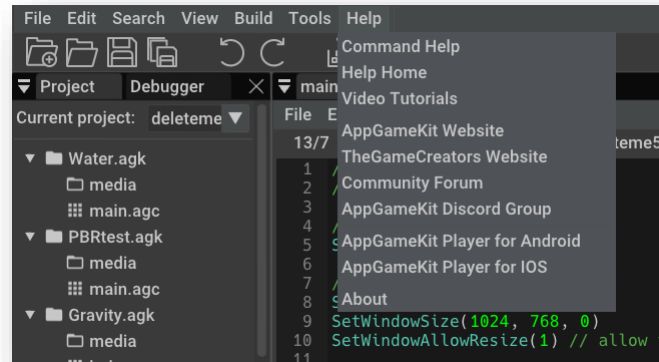 File Edit Search View Build Tools Help
Project Debugger
main
Current project: deleteme
File E
13/7
teme5
Water.agk
media
main.agc
PBRtest.agk
media
main.agc
Gravity.agk
media
Command Help
Help Home
Video Tutorials
AppGameKit Website
TheGameCreators Website
Community Forum
AppGameKit Discord Group
AppGameKit Player for Android
AppGameKit Player for IOS
About
1 /
2 /
3
4 /
5 S
6
7 /
8 S
9 SetWindowSize(1024, 768, 0)
10 SetWindowAllowResize(1) // allow
11